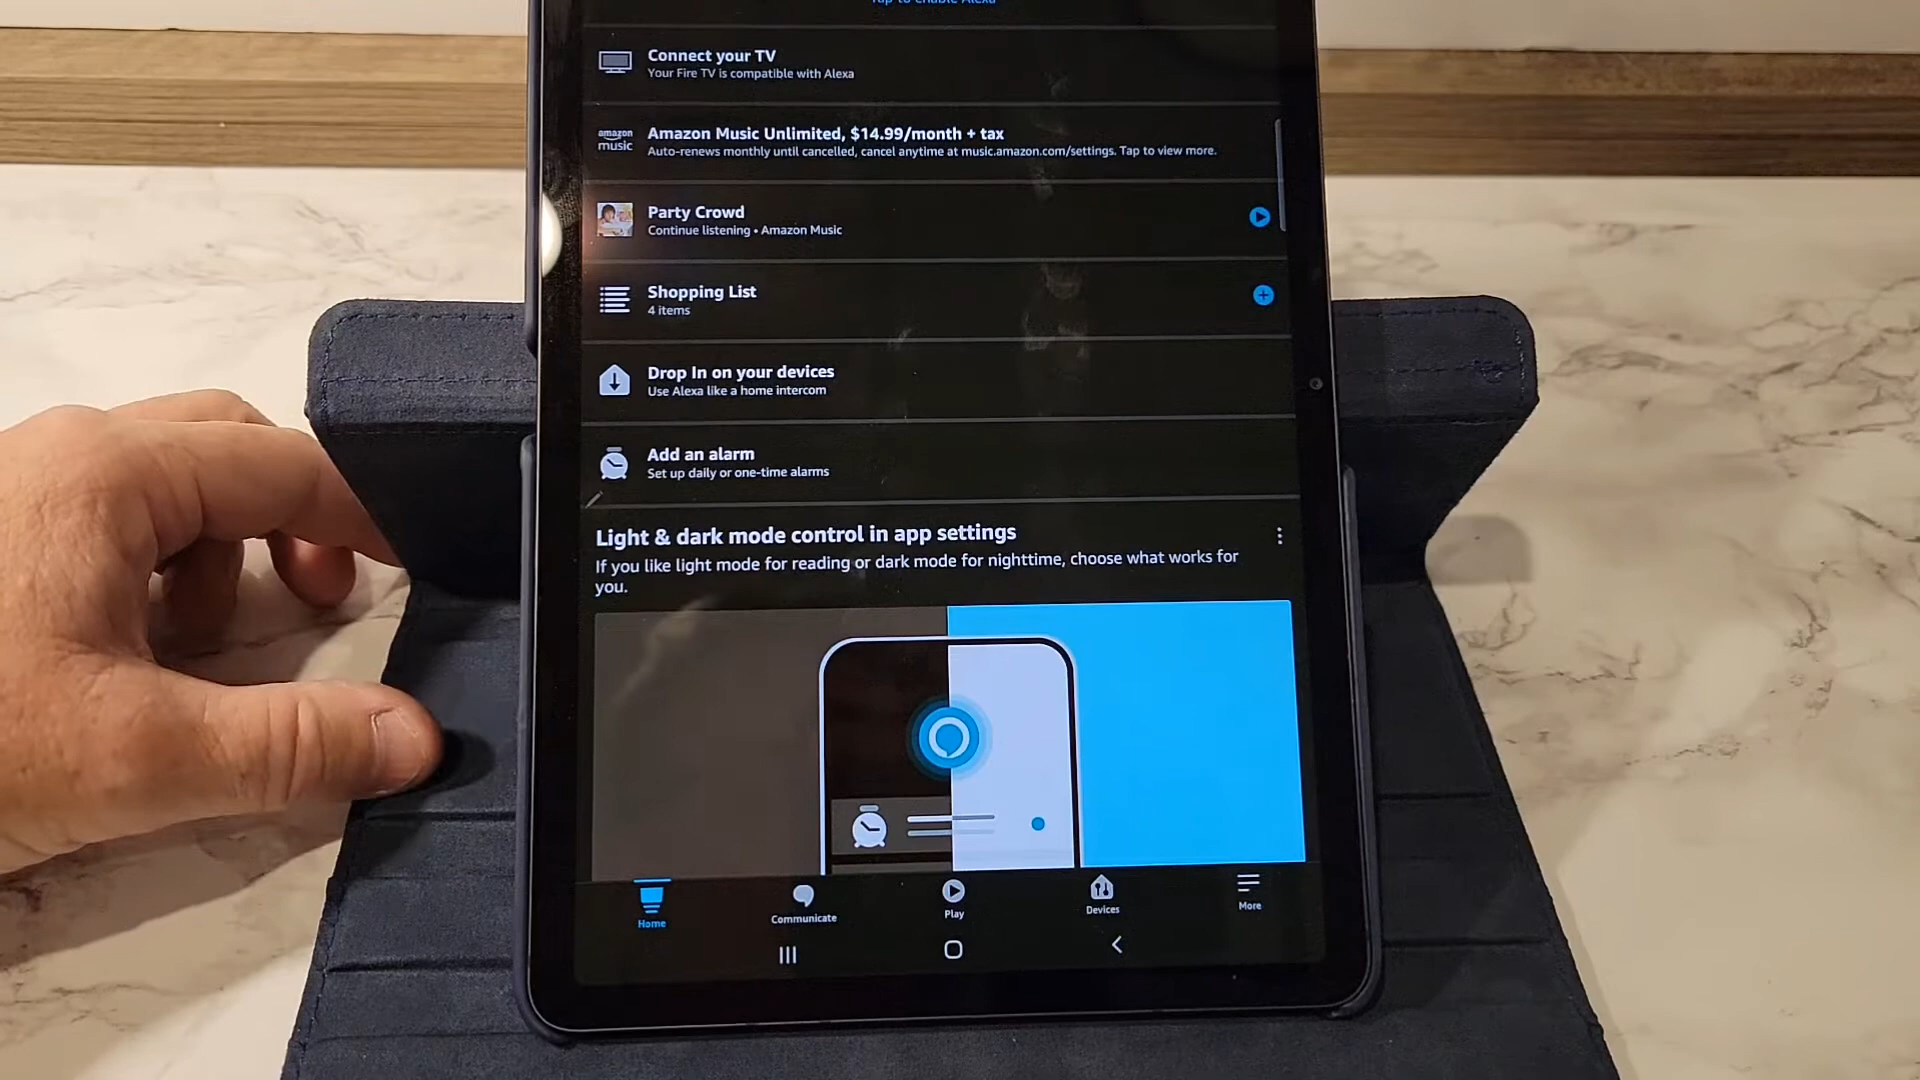 Tap to enable Alexa
Connect your TV
Your Fire TV is compatible with Alexa
amazon
music
Amazon Music Unlimited, $14.99/month + tax
Auto-renews monthly until cancelled, cancel anytime at music.amazon.com/settings. Tap to view more.
Party Crowd
Continue listening • Amazon Music
Shopping List
4 items
Drop In on your devices
Use Alexa like a home intercom
Add an alarm
Set up daily or one-time alarms
Light & dark mode control in app settings
If you like light mode for reading or dark mode for nighttime, choose what works for
you.
Home
Communicate
Play
Devices
More